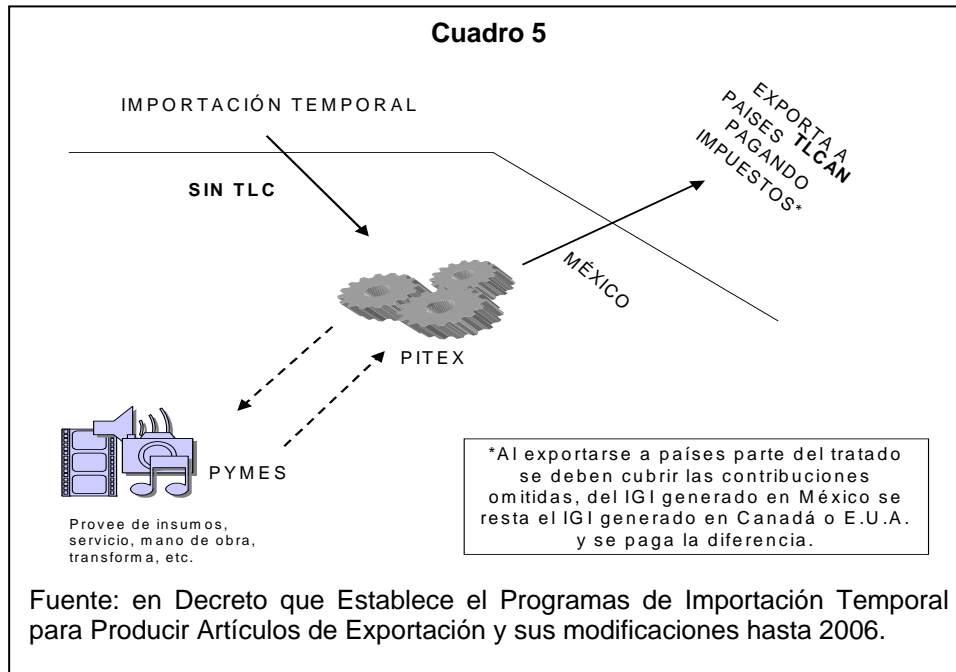 Cuadro 5
IMPORTACIÓN TEMPORAL
SIN TLC
EXPORTA A
PAISES TLCAN
PAGANDO
IMPUESTOS*
MÉXICO
PITEX
PYMES
Provee de insumos,
servicio, mano de obra,
transforma, etc.
*Al exportarse a países parte del tratado
se deben cubrir las contribuciones
omitidas, del IGI generado en México se
resta el IGI generado en Canadá o E.U.A.
y se paga la diferencia.
Fuente: en Decreto que Establece el Programas de Importación Temporal
para Producir Artículos de Exportación y sus modificaciones hasta 2006.